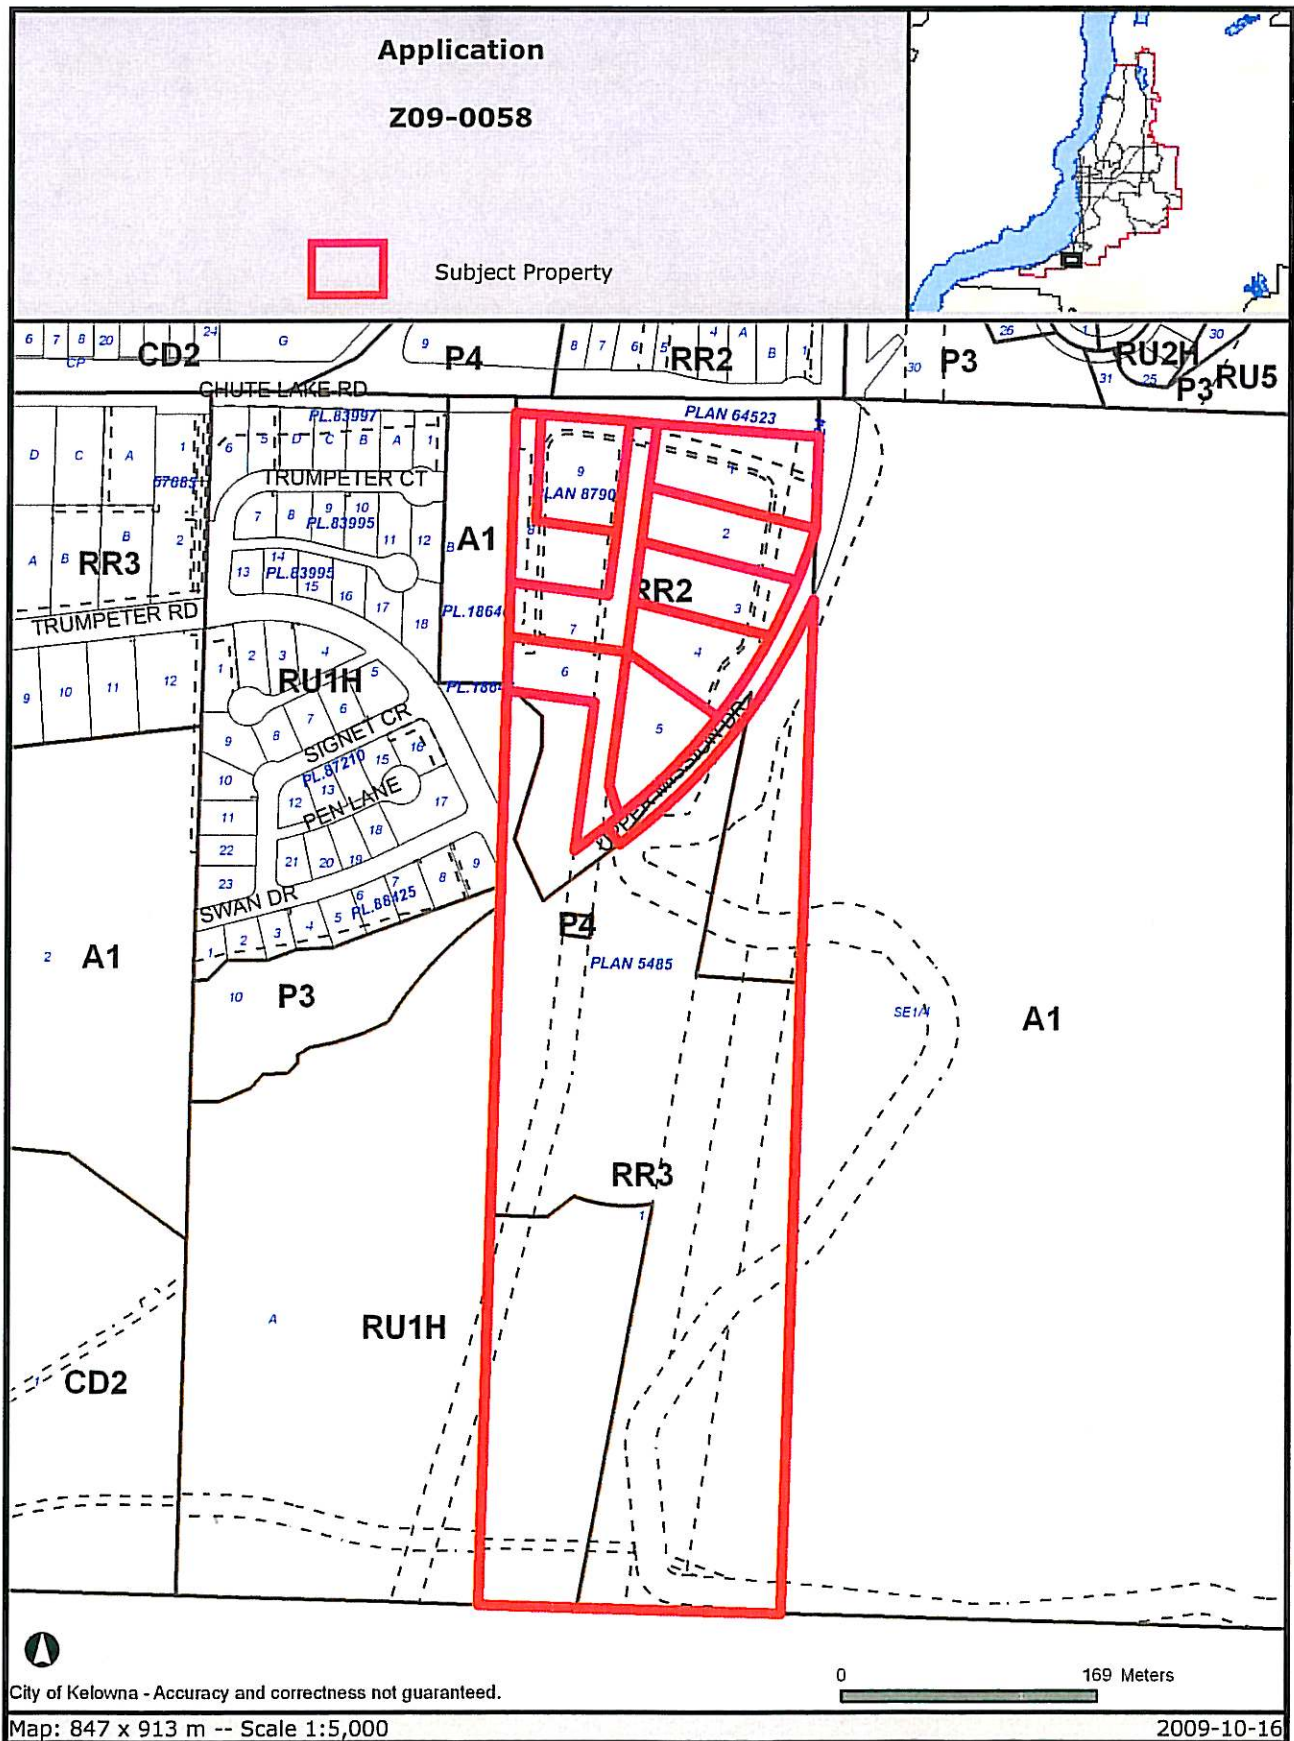 Application
Z09-0058
Subject Property
6 7 8 20 CP CD2 24 G 9 P4 8 7 6 5 RR2 4 A B 1 30 P3 26 1 RU2H 30
31 25 P3 RU5
CHUTE LAKE RD
PL.83997
PLAN 64523
D C A 1 6 5 D C B A 1
57885
TRUMPETER CT
9 1
PLAN 8790
7 8 9 10 PL.83995 11 12 B A1 8 2
A B RR3 B 2
13 14 PL.83995 15 16 17 18 PL.1864
RR2 3
TRUMPETER RD
7 4
9 10 11 12 1 2 3 4 5 RU1H 6
5
7 6 8 9
SIGNET CR
PL.87210
UPPER MISSION DR
10 12 13 15 16 17
PEN LANE
11 22 23 21 20 19 18
SWAN DR
1 2 3 4 5 6 7 8 9
PL.88425
P4
PLAN 5485
2 A1
10 P3
SE1/4
A1
RR3
1
A
RU1H
1
CD2
0 169 Meters
City of Kelowna - Accuracy and correctness not guaranteed.
Map: 847 x 913 m -- Scale 1:5,000 2009-10-16